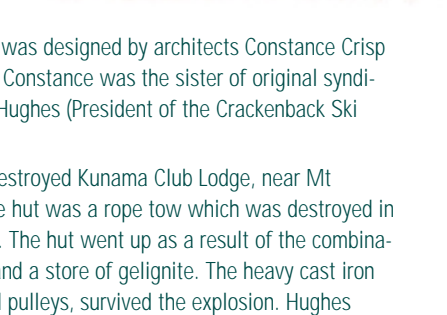 was designed by architects Constance Crisp
Constance was the sister of original syndi-
Hughes (President of the Crackenback Ski
estroyed Kunama Club Lodge, near Mt
e hut was a rope tow which was destroyed in
. The hut went up as a result of the combina-
nd a store of gelignite. The heavy cast iron
pulleys, survived the explosion. Hughes